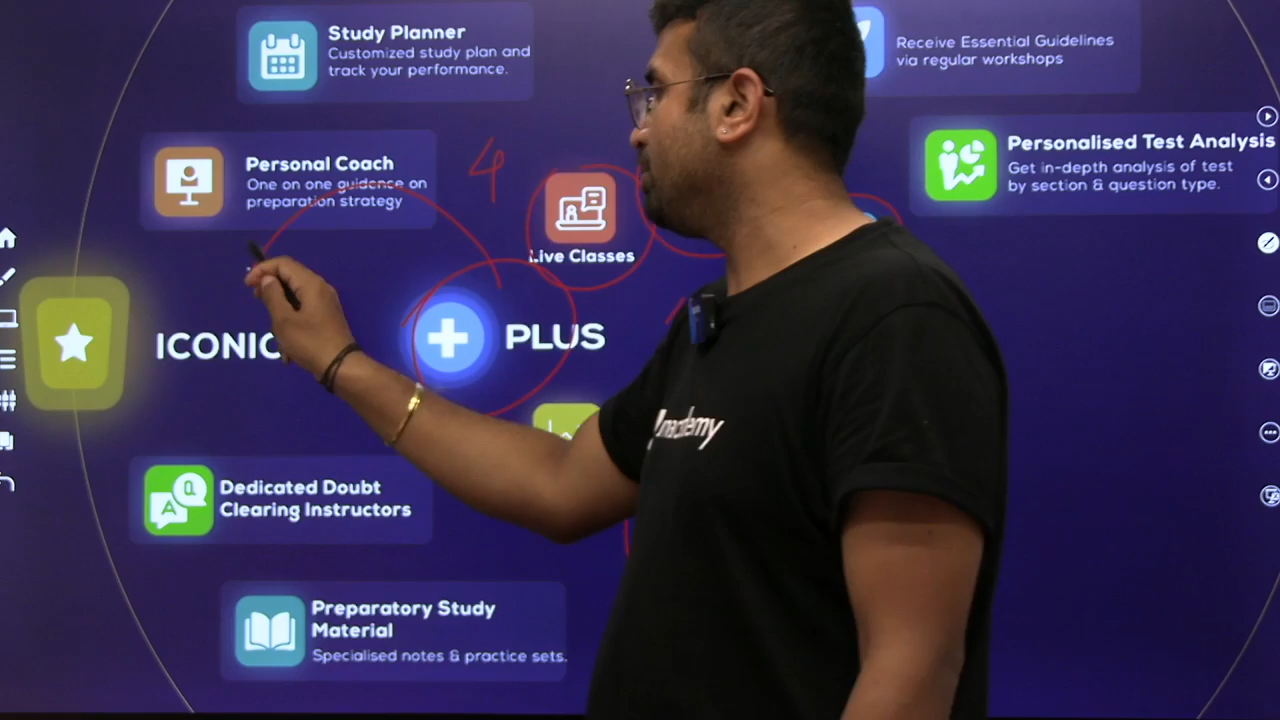 Study Planner
Customized study plan and
track your performance.
Receive Essential Guidelines
via regular workshops
Personal Coach
One on one guidance on
preparation strategy
4
Live Classes
Personalised Test Analysis
Get in-depth analysis of test
by section & question type.
ICONIC
PLUS
Dedicated Doubt
Clearing Instructors
Q
A
Preparatory Study
Material
Specialised notes & practice sets.